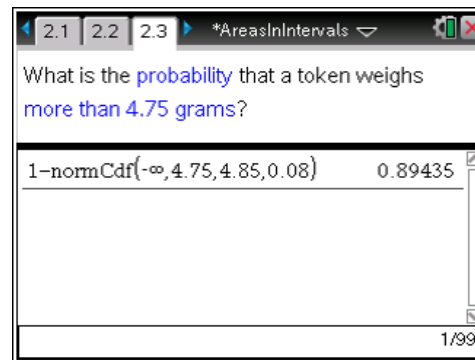 2.1 2.2 2.3 *AreasInIntervals
What is the probability that a token weighs
more than 4.75 grams?
1−normCdf(-∞,4.75,4.85,0.08) 0.89435
1/99